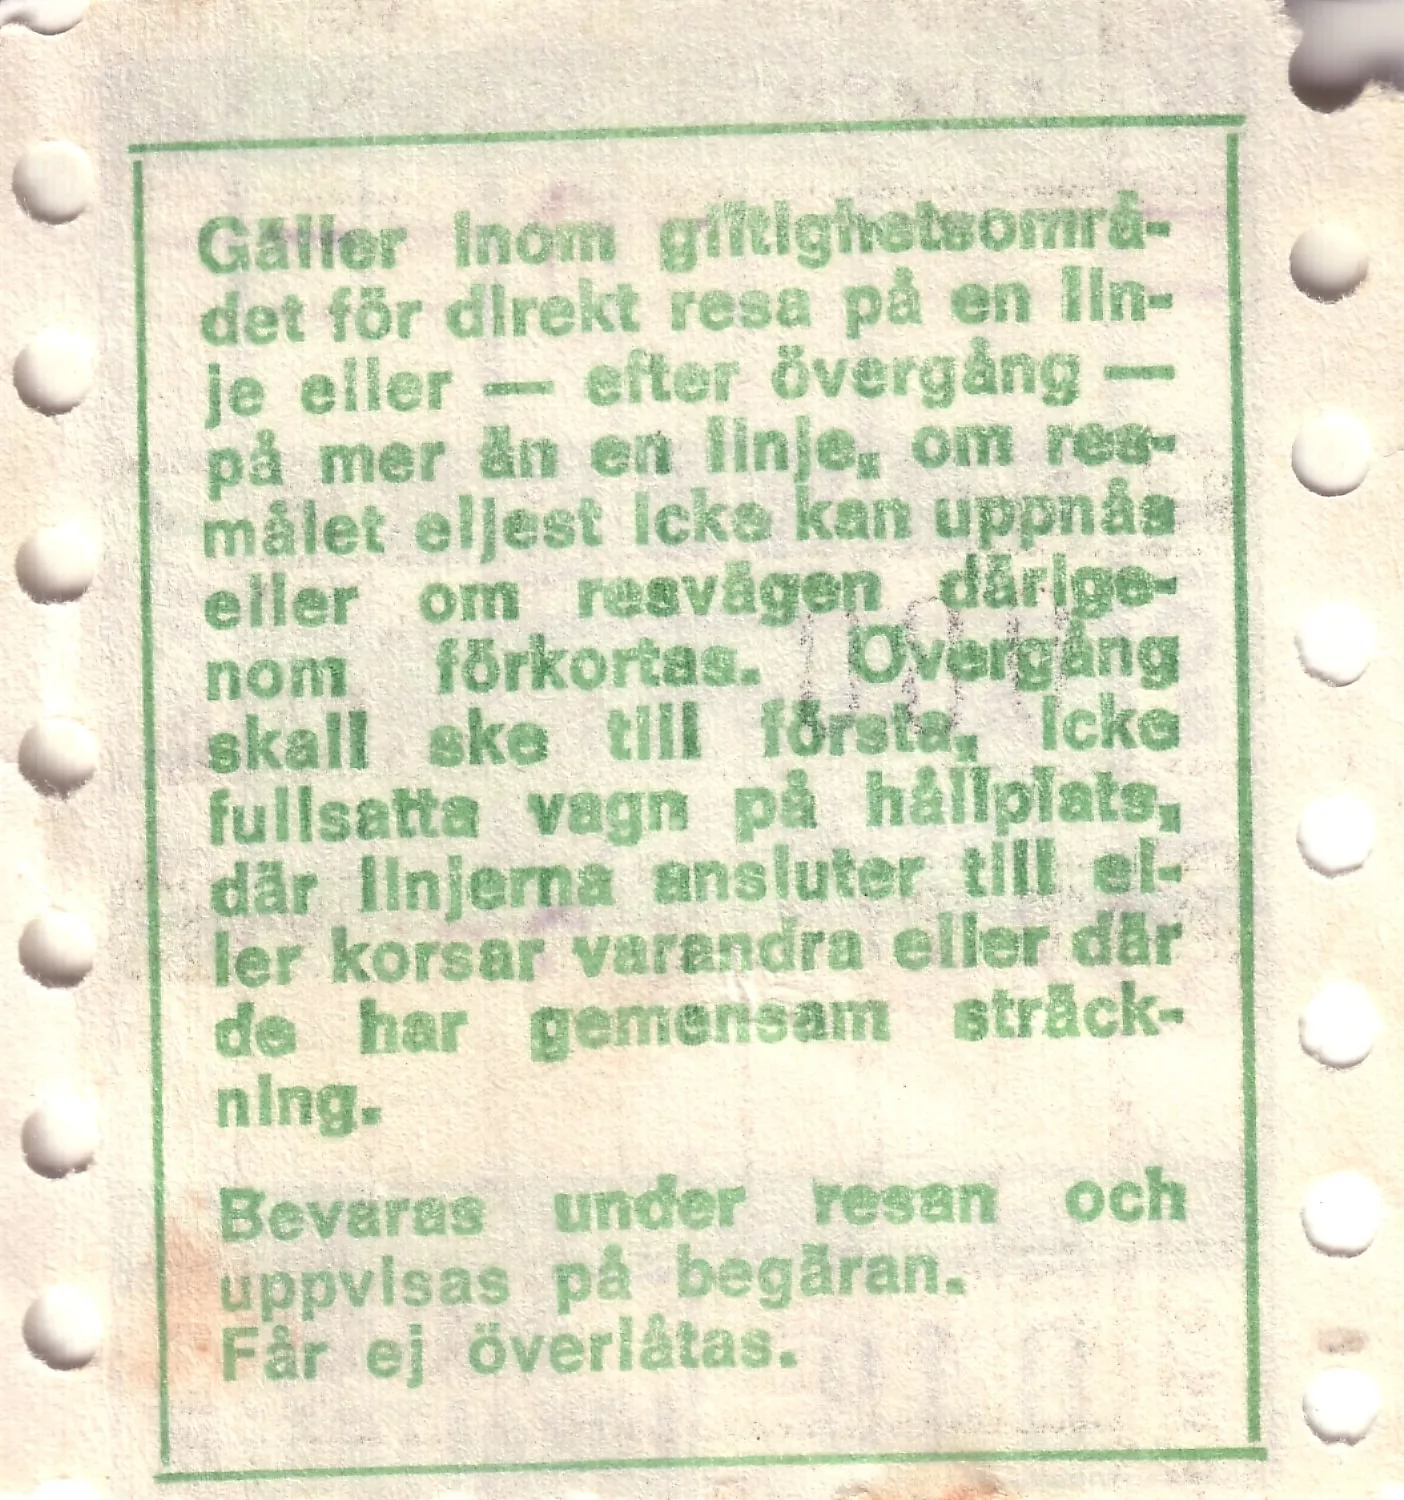 Gäller inom giltighetsområ-
det för direkt resa på en lin-
je eller — efter övergång —
på mer än en linje, om res-
målet eljest icke kan uppnås
eller om resvägen därige-
nom förkortas. Övergång
skall ske till första, icke
fullsatta vagn på hållplats,
där linjerna ansluter till el-
ler korsar varandra eller där
de har gemensam sträck-
ning.
Bevaras under resan och
uppvisas på begäran.
Får ej överlåtas.